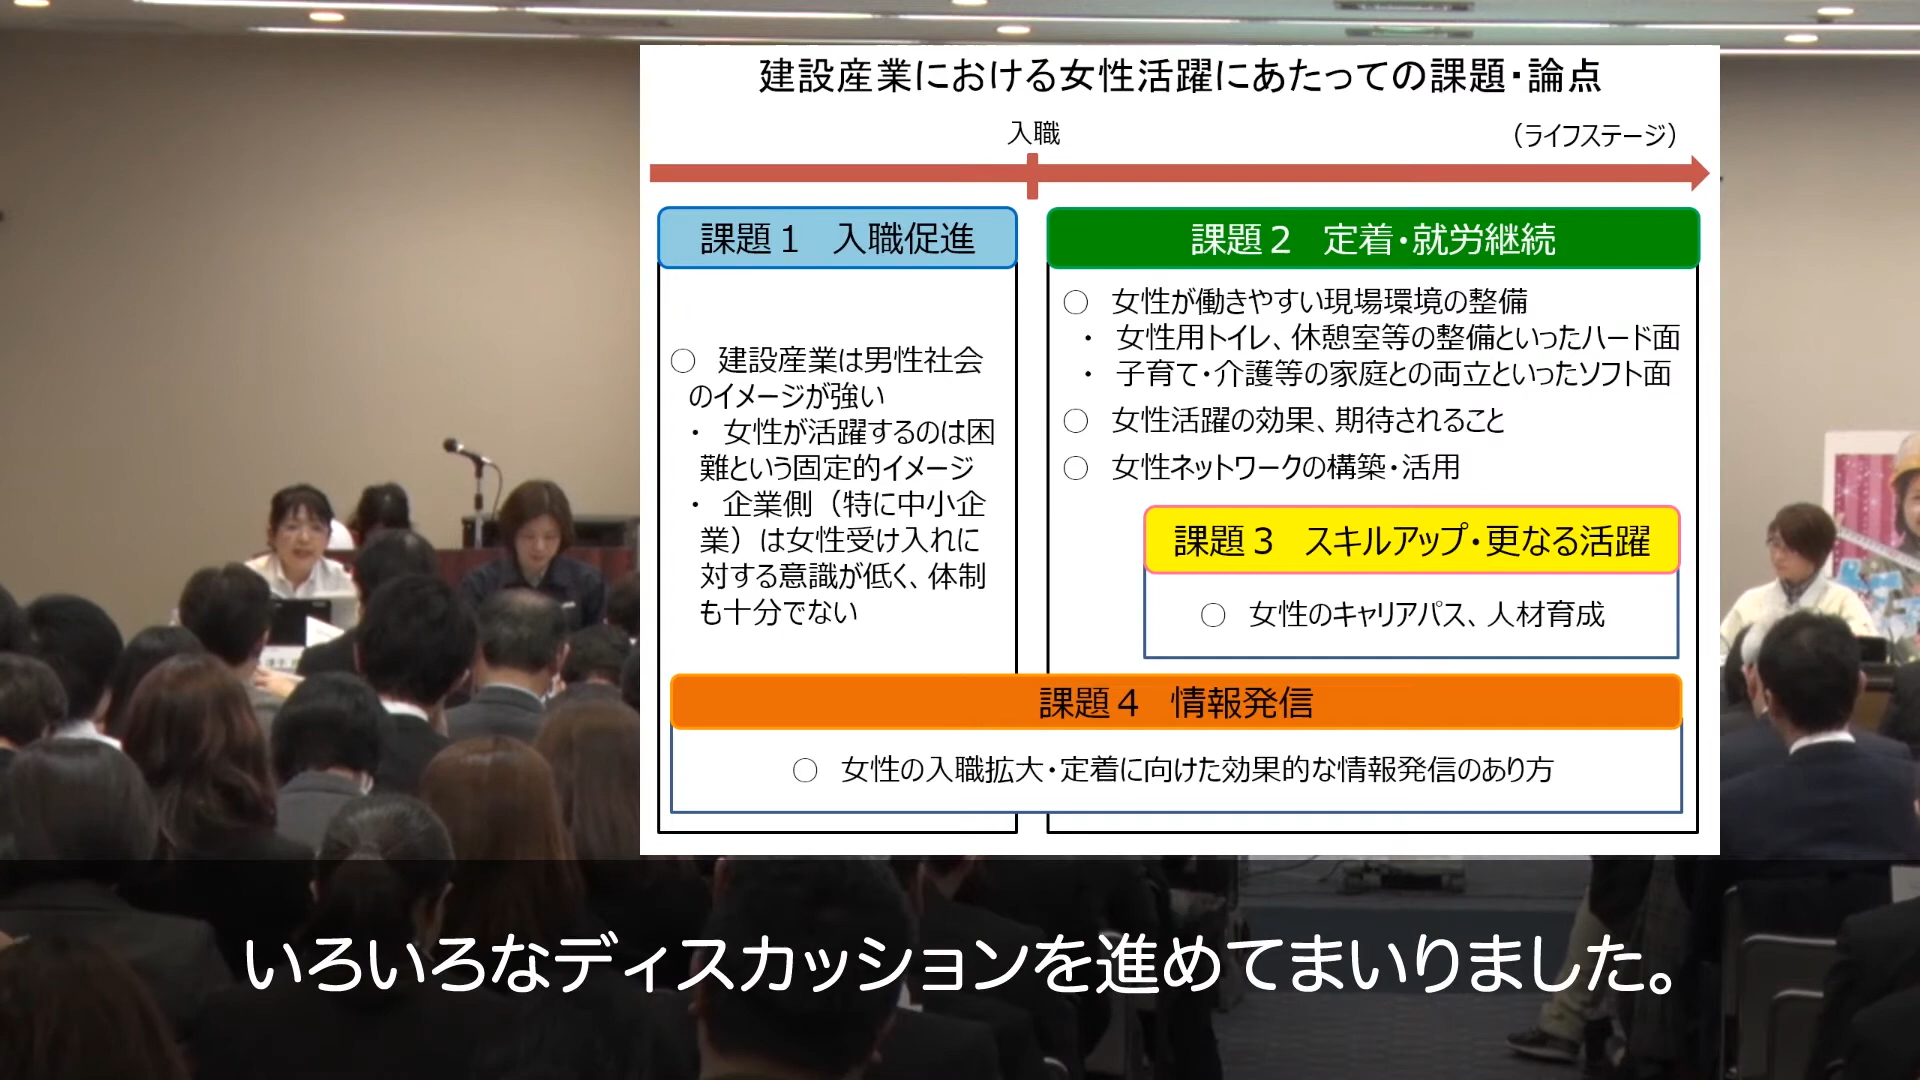 建設産業における女性活躍にあたっての課題・論点
入職
（ライフステージ）
課題１　入職促進
○　建設産業は男性社会
のイメージが強い
・　女性が活躍するのは困
難という固定的イメージ
・　企業側（特に中小企
業）は女性受け入れに
対する意識が低く、体制
も十分でない
課題２　定着・就労継続
○　女性が働きやすい現場環境の整備
・　女性用トイレ、休憩室等の整備といったハード面
・　子育て・介護等の家庭との両立といったソフト面
○　女性活躍の効果、期待されること
○　女性ネットワークの構築・活用
課題３　スキルアップ・更なる活躍
○　女性のキャリアパス、人材育成
課題４　情報発信
○　女性の入職拡大・定着に向けた効果的な情報発信のあり方
いろいろなディスカッションを進めてまいりました。